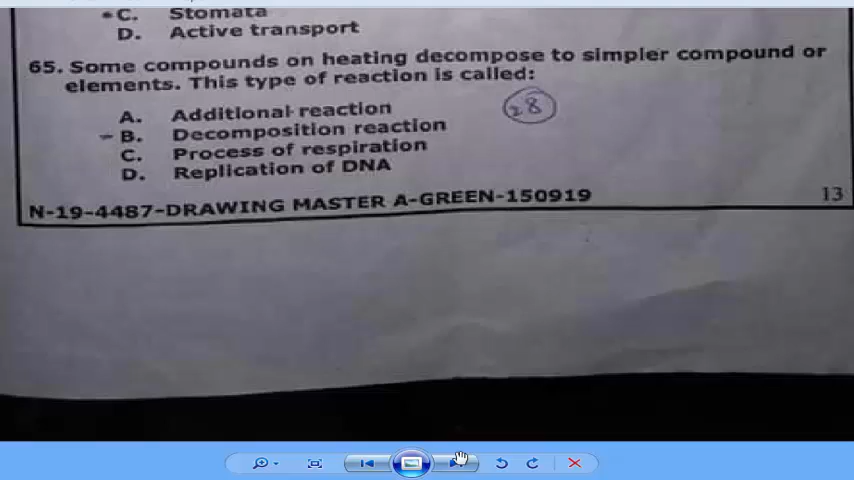 C. Stomata
D. Active transport
65. Some compounds on heating decompose to simpler compound or
elements. This type of reaction is called:
A. Additional reaction
28
B. Decomposition reaction
C. Process of respiration
D. Replication of DNA
N-19-4487-DRAWING MASTER A-GREEN-150919
13